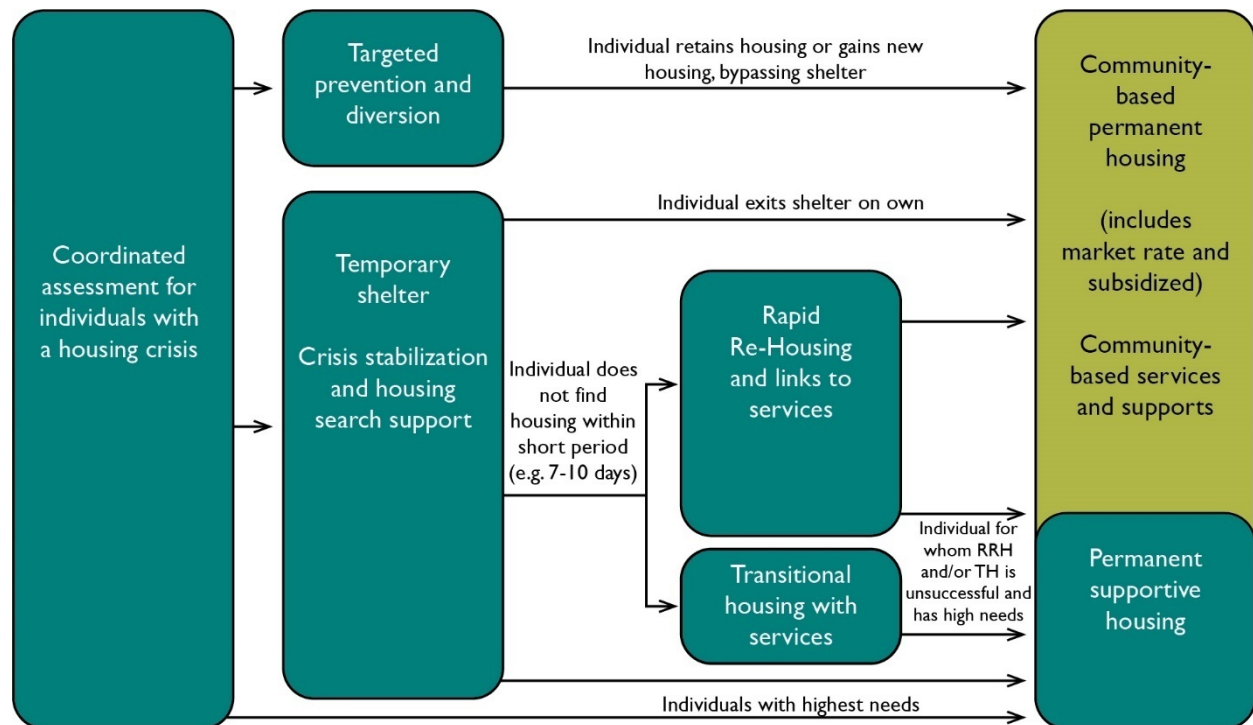 Coordinated
assessment for
individuals with
a housing crisis
Targeted
prevention and
diversion
Individual retains housing or gains new
housing, bypassing shelter
Temporary
shelter
Crisis stabilization
and housing
search support
Individual exits shelter on own
Individual does
not find
housing within
short period
(e.g. 7-10 days)
Rapid
Re-Housing
and links to
services
Transitional
housing with
services
Individual for
whom RRH
and/or TH is
unsuccessful and
has high needs
Individuals with highest needs
Community-
based
permanent
housing
(includes
market rate and
subsidized)
Community-
based services
and supports
Permanent
supportive
housing